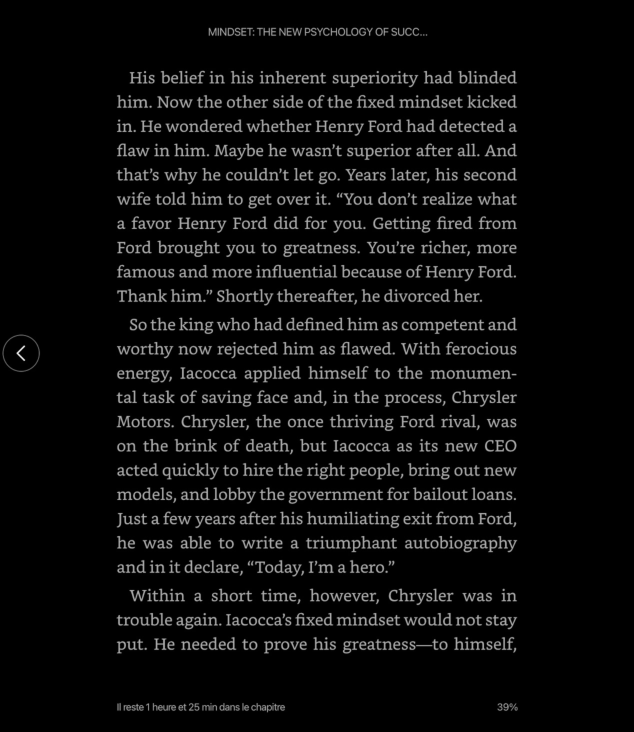 MINDSET: THE NEW PSYCHOLOGY OF SUCC...
His belief in his inherent superiority had blinded
him. Now the other side of the fixed mindset kicked
in. He wondered whether Henry Ford had detected a
flaw in him. Maybe he wasn’t superior after all. And
that’s why he couldn’t let go. Years later, his second
wife told him to get over it. “You don’t realize what
a favor Henry Ford did for you. Getting fired from
Ford brought you to greatness. You’re richer, more
famous and more influential because of Henry Ford.
Thank him.” Shortly thereafter, he divorced her.
So the king who had defined him as competent and
worthy now rejected him as flawed. With ferocious
energy, Iacocca applied himself to the monumen-
tal task of saving face and, in the process, Chrysler
Motors. Chrysler, the once thriving Ford rival, was
on the brink of death, but Iacocca as its new CEO
acted quickly to hire the right people, bring out new
models, and lobby the government for bailout loans.
Just a few years after his humiliating exit from Ford,
he was able to write a triumphant autobiography
and in it declare, “Today, I’m a hero.”
Within a short time, however, Chrysler was in
trouble again. Iacocca’s fixed mindset would not stay
put. He needed to prove his greatness—to himself,
Il reste 1 heure et 25 min dans le chapitre
39%